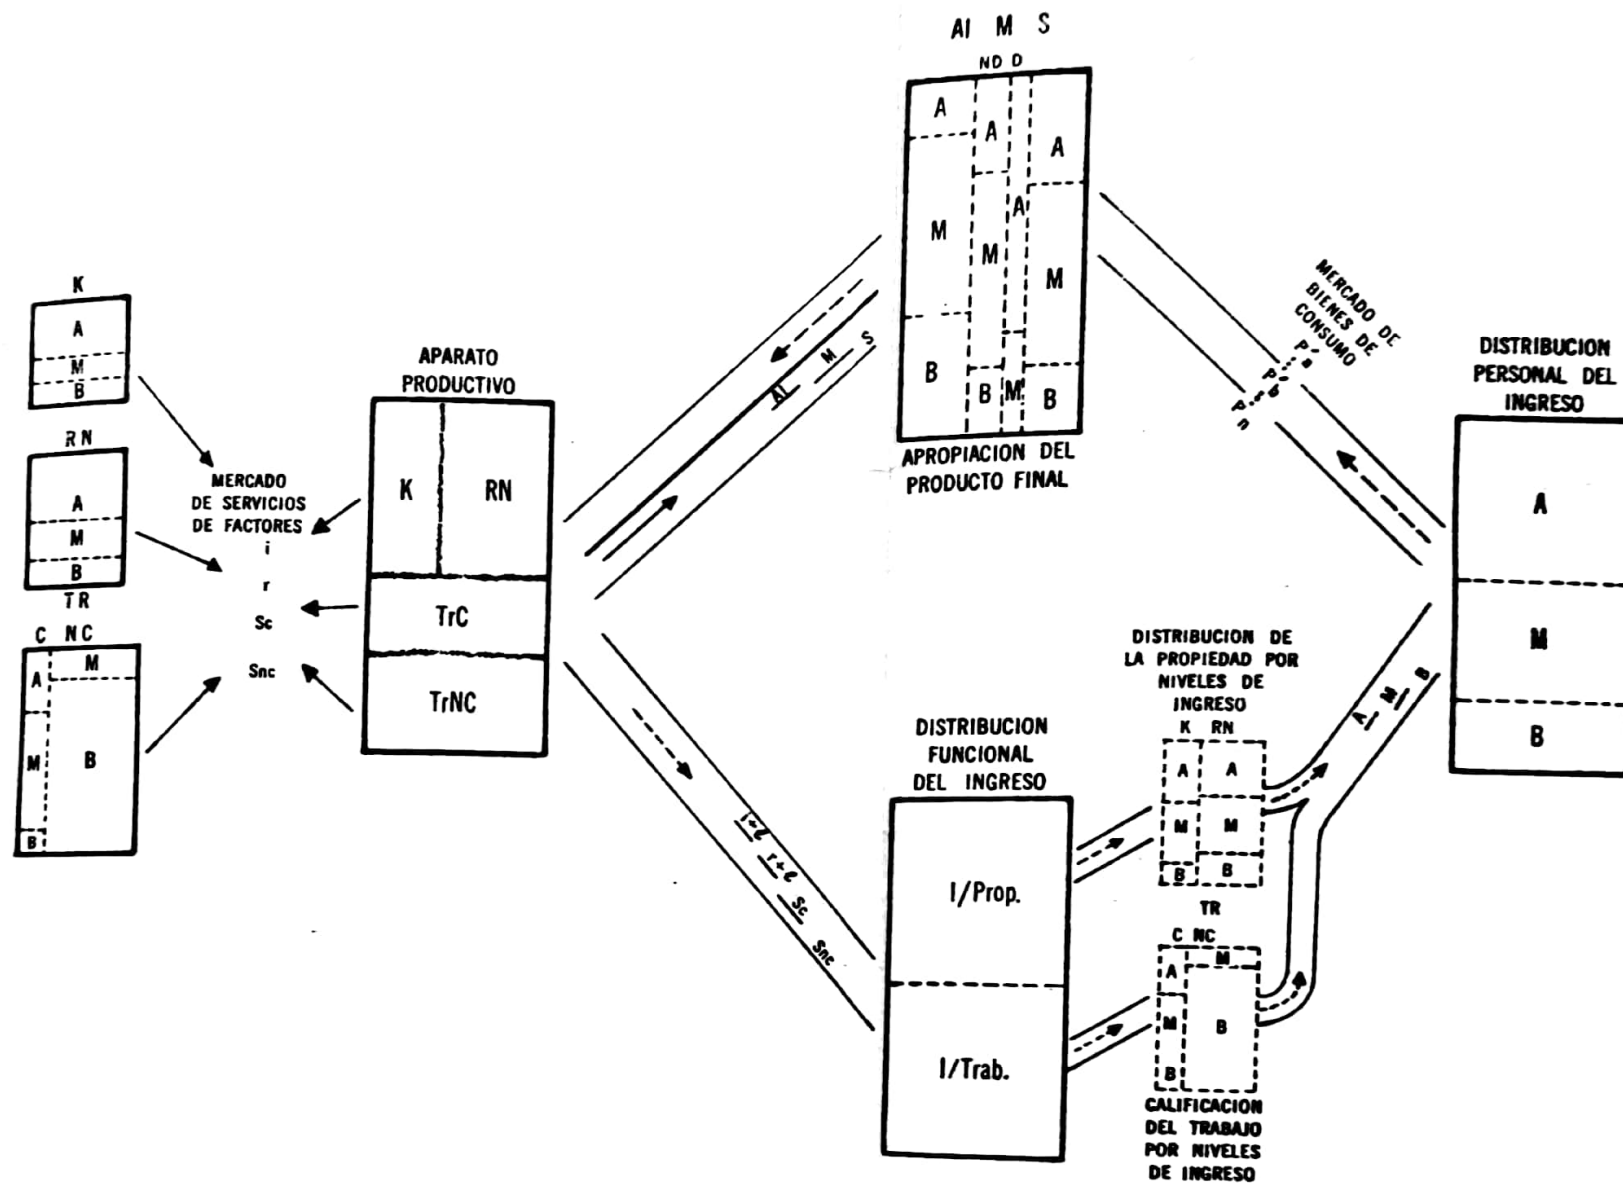 K
A
M
B
RN
A
M
B
TR
C NC
A
M
M
B
B
MERCADO
DE SERVICIOS
DE FACTORES
i
r
Sc
Snc
APARATO
PRODUCTIVO
K
RN
TrC
TrNC
AL M S
i+l r+l Sc Snc
Al M S
ND D
A
M
B
A
M
B
A
M
A
M
B
APROPIACION DEL
PRODUCTO FINAL
MERCADO DE
BIENES DE
CONSUMO
Pa
Pb
Pn
DISTRIBUCION
FUNCIONAL
DEL INGRESO
I/Prop.
I/Trab.
DISTRIBUCION DE
LA PROPIEDAD POR
NIVELES DE
INGRESO
K RN
A A
M M
B B
TR
C NC
A
M
M
B
B
CALIFICACION
DEL TRABAJO
POR NIVELES
DE INGRESO
A M B
DISTRIBUCION
PERSONAL DEL
INGRESO
A
M
B